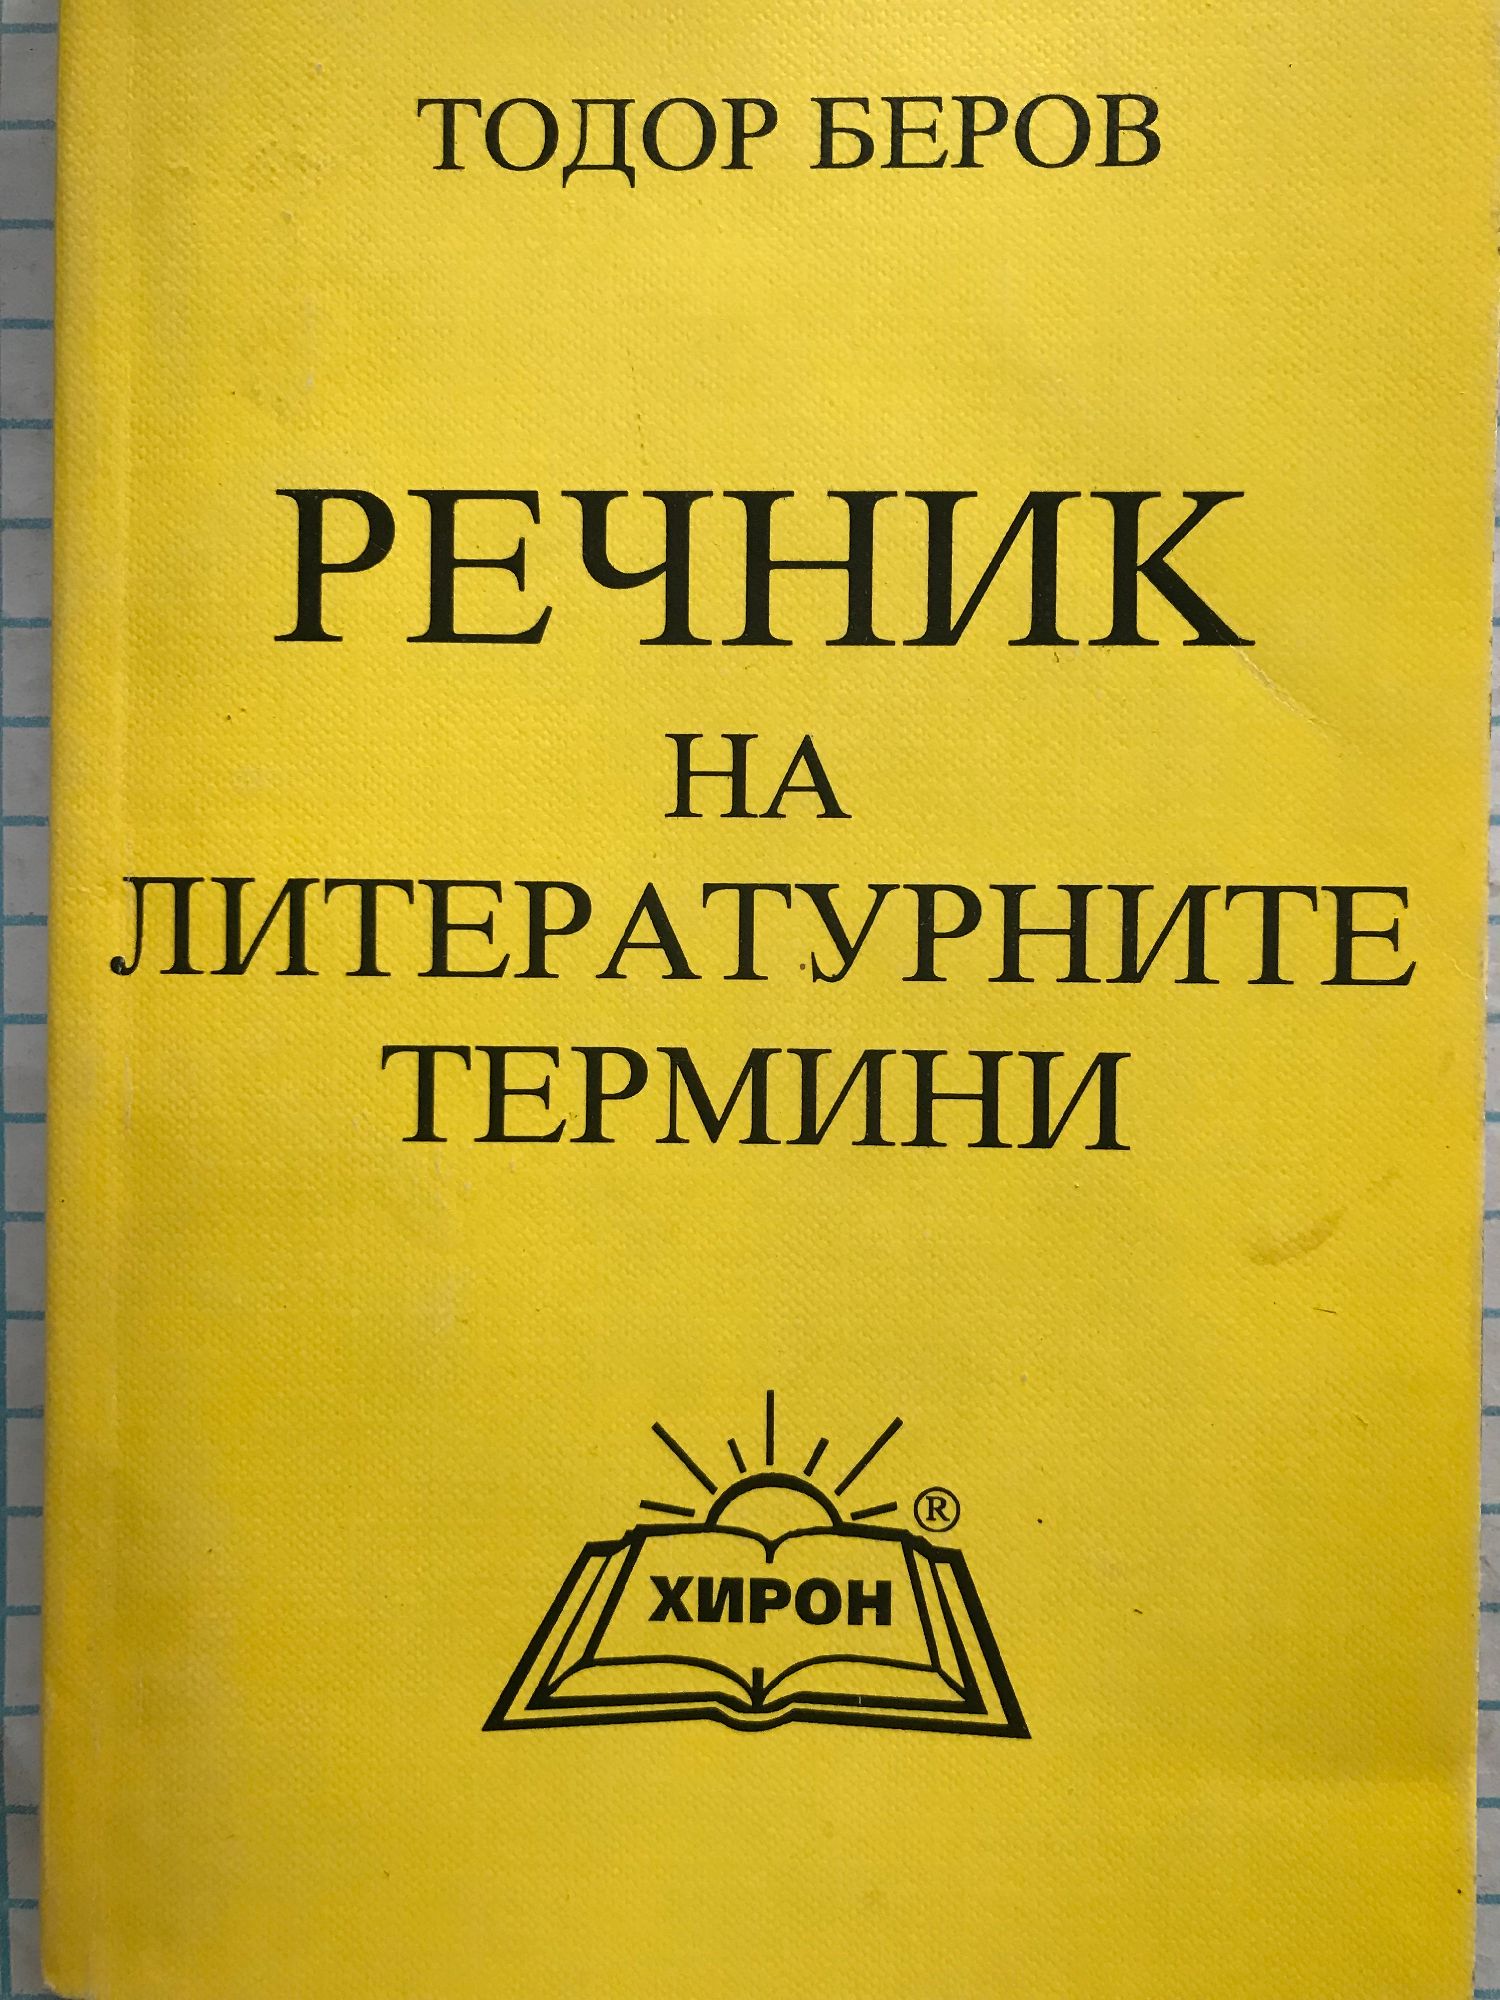 ТОДОР БЕРОВ
РЕЧНИК
НА
ЛИТЕРАТУРНИТЕ
ТЕРМИНИ
®
ХИРОН